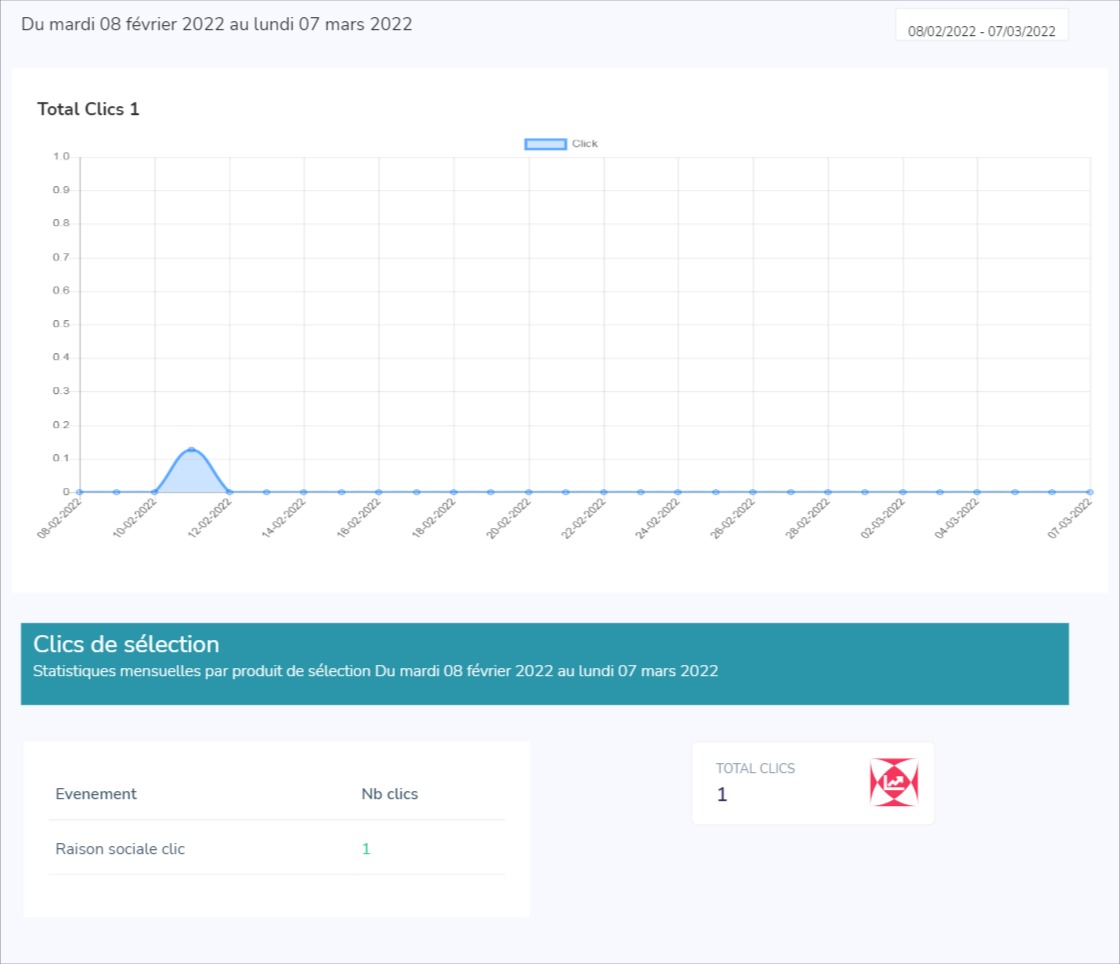 Du mardi 08 février 2022 au lundi 07 mars 2022
08/02/2022 - 07/03/2022
Total Clics 1
Click
1.0
0.9
0.8
0.7
0.6
0.5
0.4
0.3
0.2
0.1
0
08-02-2022
10-02-2022
12-02-2022
14-02-2022
16-02-2022
18-02-2022
20-02-2022
22-02-2022
24-02-2022
26-02-2022
28-02-2022
02-03-2022
04-03-2022
07-03-2022
Clics de sélection
Statistiques mensuelles par produit de sélection Du mardi 08 février 2022 au lundi 07 mars 2022
Evenement Nb clics
Raison sociale clic 1
TOTAL CLICS
1